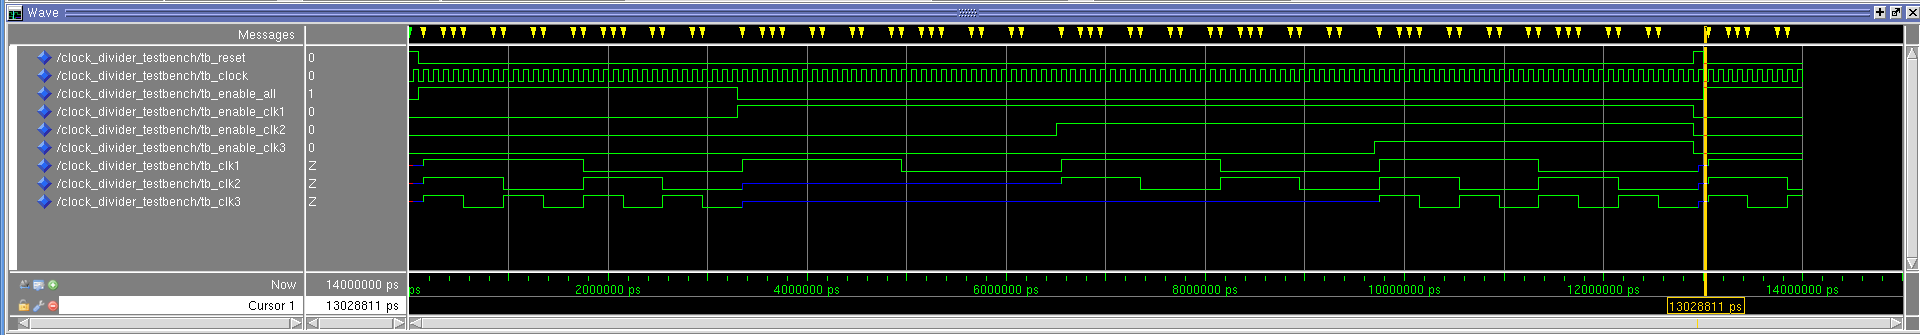 Wave
Messages
/clock_divider_testbench/tb_reset 0
/clock_divider_testbench/tb_clock 0
/clock_divider_testbench/tb_enable_all 1
/clock_divider_testbench/tb_enable_clk1 0
/clock_divider_testbench/tb_enable_clk2 0
/clock_divider_testbench/tb_enable_clk3 0
/clock_divider_testbench/tb_clk1 Z
/clock_divider_testbench/tb_clk2 Z
/clock_divider_testbench/tb_clk3 Z
Now 14000000 ps ps 2000000 ps 4000000 ps 6000000 ps 8000000 ps 10000000 ps 12000000 ps 14000000 ps
Cursor 1 13028811 ps 13028811 ps